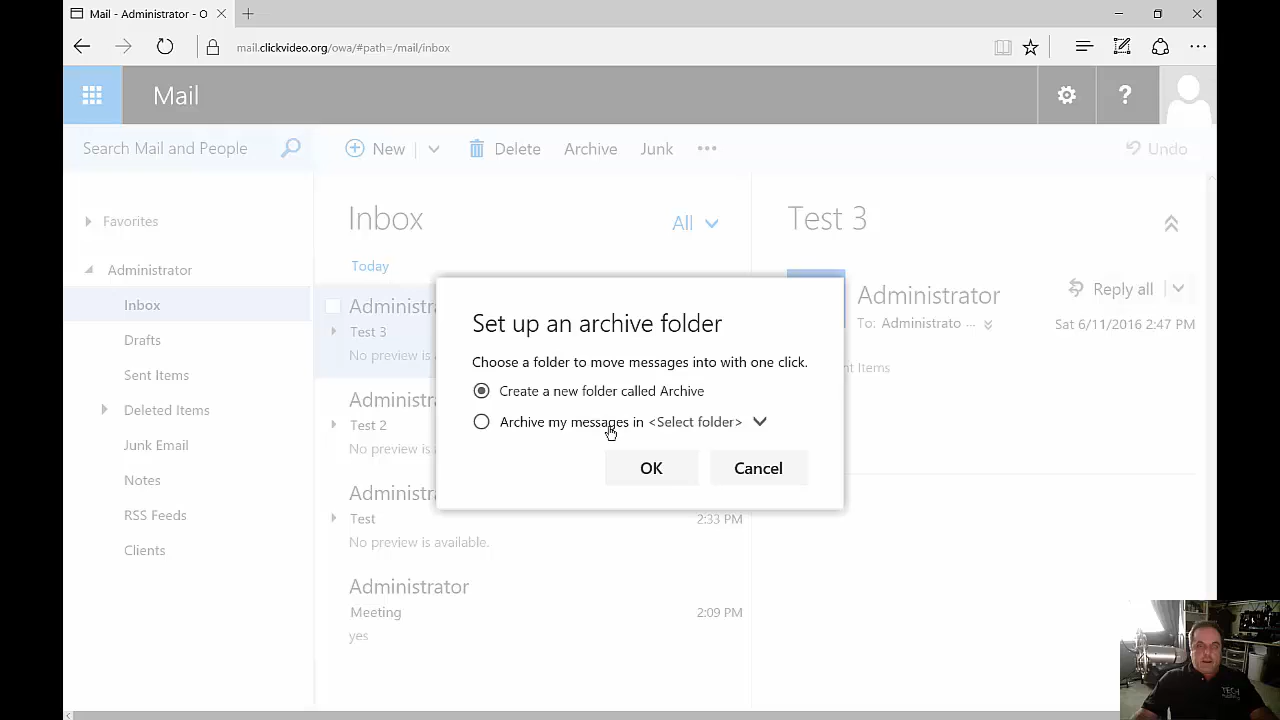 Mail - Administrator - O
mail.clickvideo.org/owa/#path=/mail/inbox
Mail
?
Search Mail and People
New
Delete
Archive
Junk
Undo
Favorites
Administrator
Inbox
Drafts
Sent Items
Deleted Items
Junk Email
Notes
RSS Feeds
Clients
Inbox
All
Today
Administra
Test 3
No preview is a
Administra
Test 2
No preview is a
Administra
Test
2:33 PM
No preview is available.
Administrator
Meeting
2:09 PM
yes
Test 3
Administrator
Reply all
To: Administrato ...
Sat 6/11/2016 2:47 PM
nt Items
Set up an archive folder
Choose a folder to move messages into with one click.
Create a new folder called Archive
Archive my messages in <Select folder>
OK
Cancel
TECH